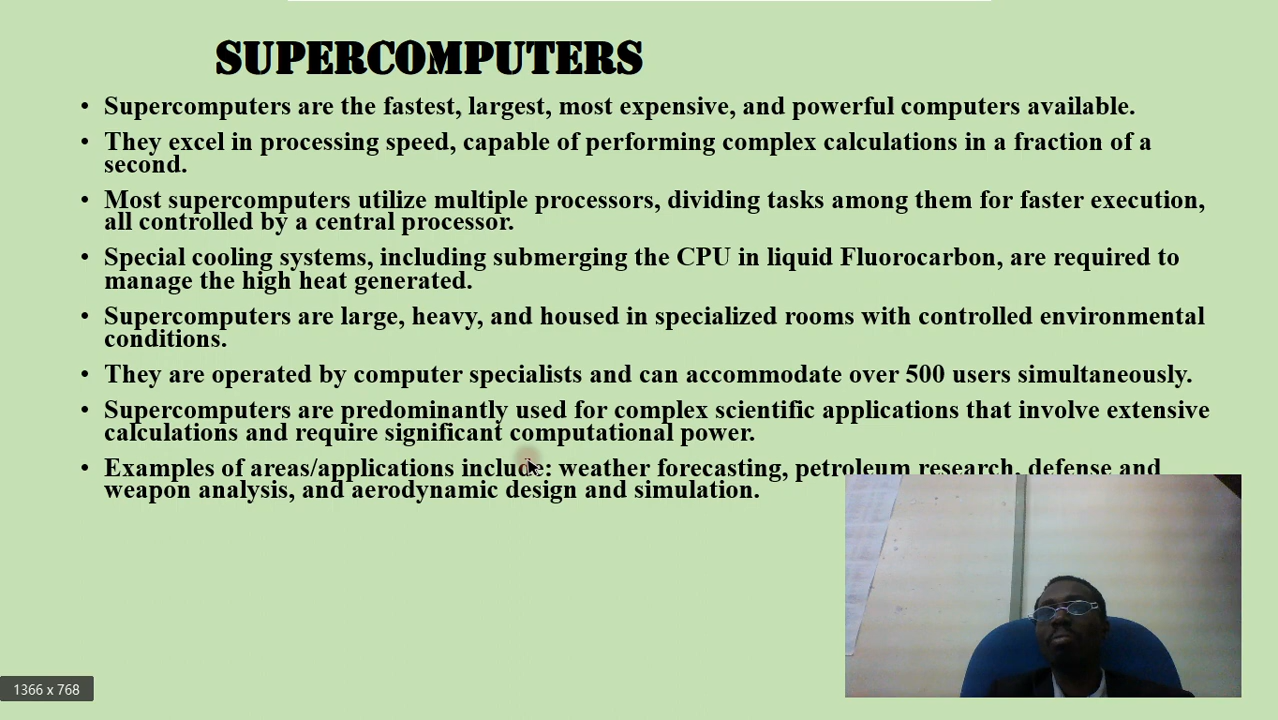 SUPERCOMPUTERS
• Supercomputers are the fastest, largest, most expensive, and powerful computers available.
• They excel in processing speed, capable of performing complex calculations in a fraction of a
second.
• Most supercomputers utilize multiple processors, dividing tasks among them for faster execution,
all controlled by a central processor.
• Special cooling systems, including submerging the CPU in liquid Fluorocarbon, are required to
manage the high heat generated.
• Supercomputers are large, heavy, and housed in specialized rooms with controlled environmental
conditions.
• They are operated by computer specialists and can accommodate over 500 users simultaneously.
• Supercomputers are predominantly used for complex scientific applications that involve extensive
calculations and require significant computational power.
• Examples of areas/applications include: weather forecasting, petroleum research, defense and
weapon analysis, and aerodynamic design and simulation.
1366 x 768